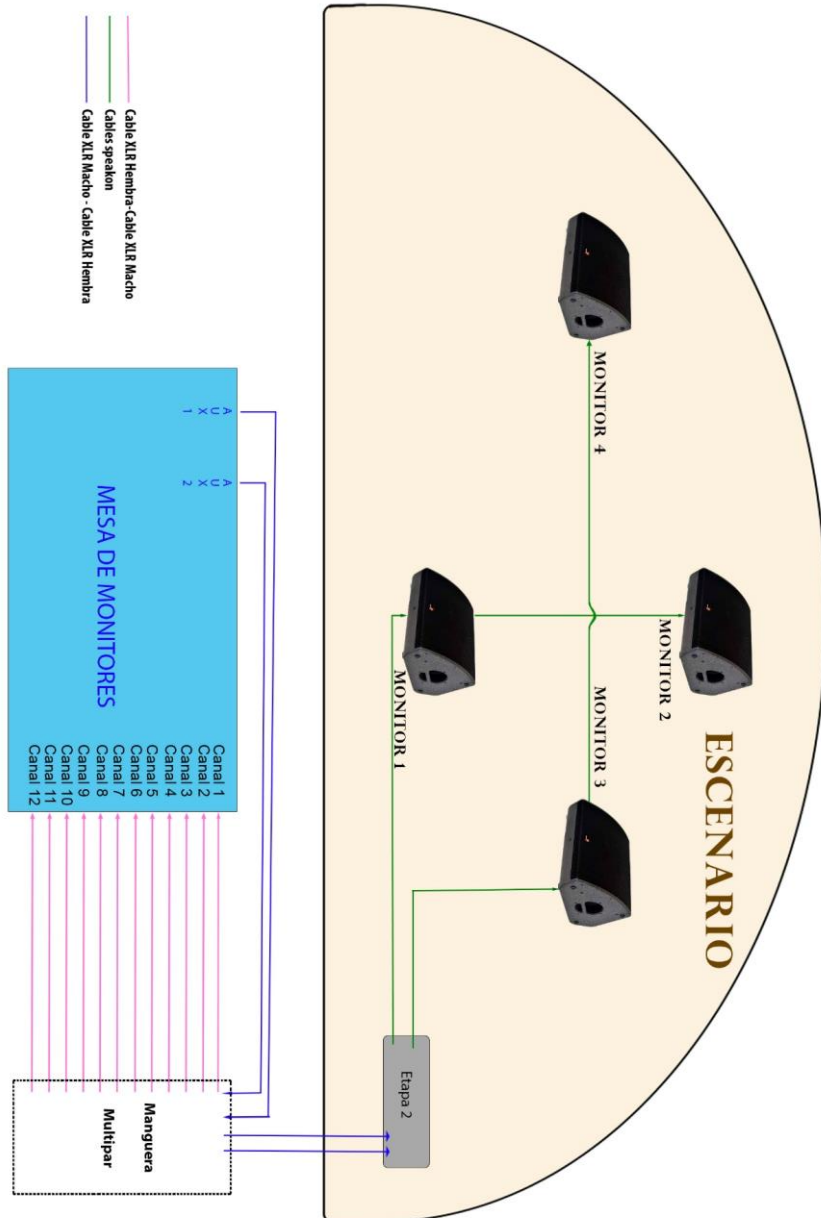 ESCENARIO
MONITOR 4
MONITOR 2
MONITOR 1
MONITOR 3
Etapa 2
Cable XLR Hembra-Cable XLR Macho
Cables speakon
Cable XLR Macho - Cable XLR Hembra
AUX 1
AUX 2
MESA DE MONITORES
Canal 1
Canal 2
Canal 3
Canal 4
Canal 5
Canal 6
Canal 7
Canal 8
Canal 9
Canal 10
Canal 11
Canal 12
Manguera
Multipar